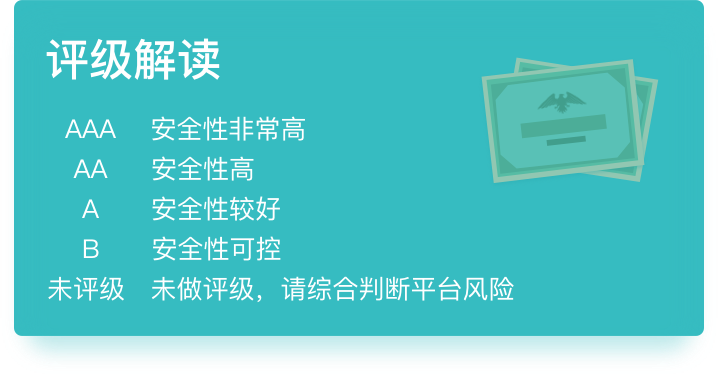 评级解读
AAA 安全性非常高
AA 安全性高
A 安全性较好
B 安全性可控
未评级 未做评级，请综合判断平台风险